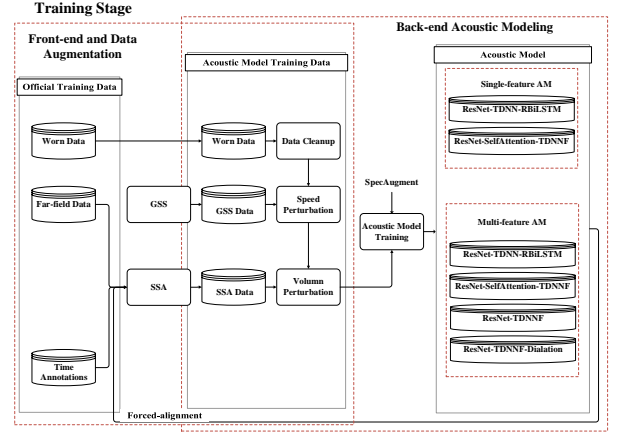 Training Stage
Front-end and Data
Augmentation
Back-end Acoustic Modeling
Official Training Data
Acoustic Model Training Data
Acoustic Model
Worn Data
Far-field Data
Time
Annotations
GSS
SSA
Worn Data
GSS Data
SSA Data
Data Cleanup
Speed
Perturbation
Volumn
Perturbation
SpecAugment
Acoustic Model
Training
Single-feature AM
ResNet-TDNN-RBiLSTM
ResNet-SelfAttention-TDNNF
Multi-feature AM
ResNet-TDNN-RBiLSTM
ResNet-SelfAttention-TDNNF
ResNet-TDNNF
ResNet-TDNNF-Dialation
Forced-alignment